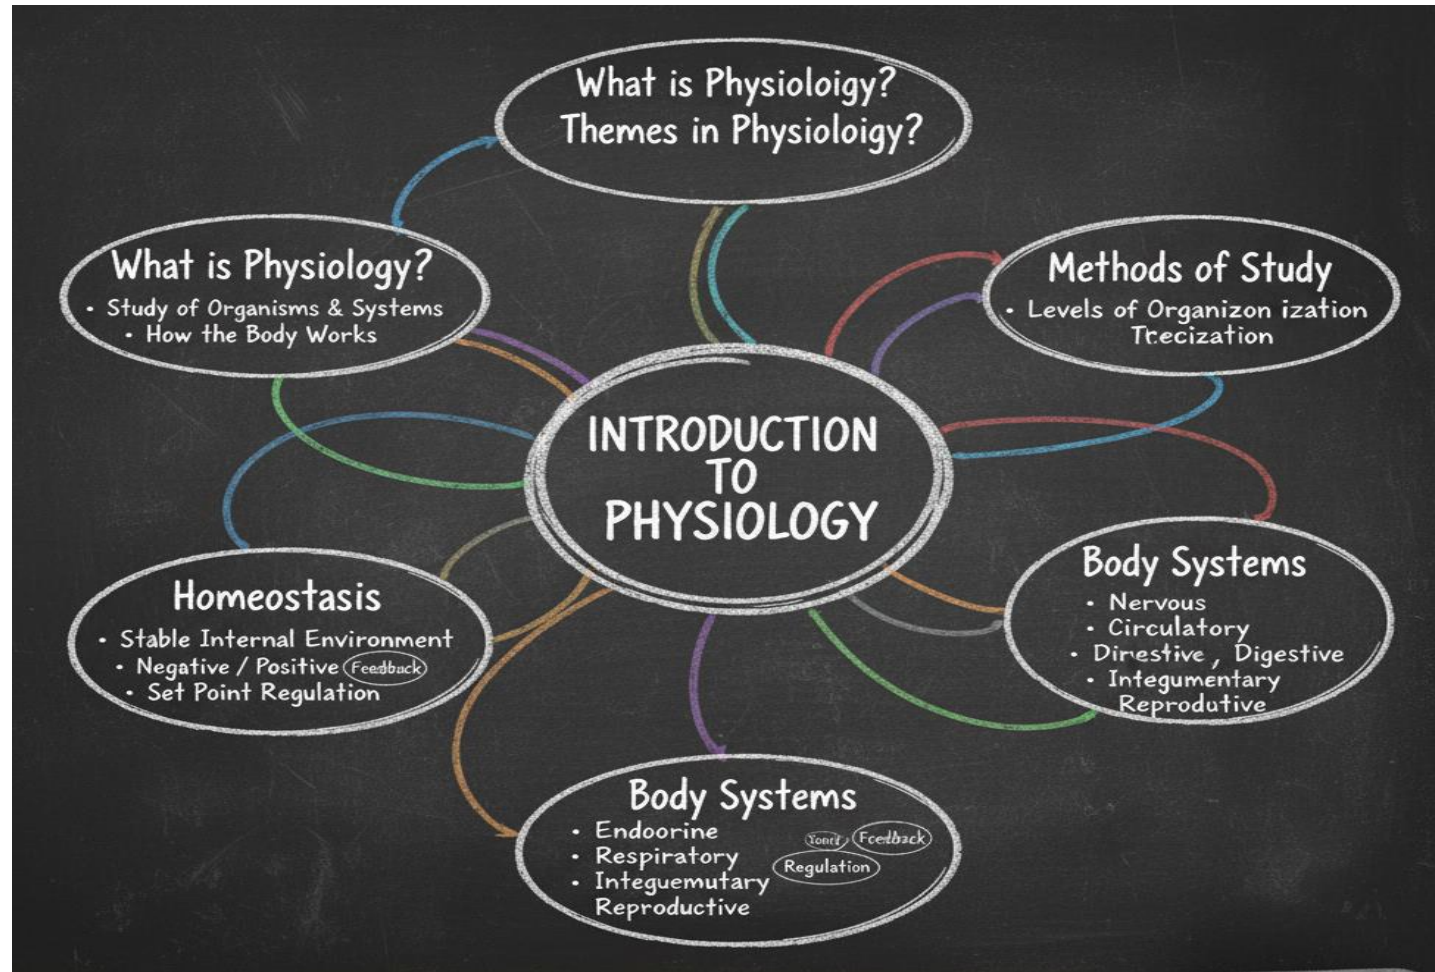 What is Physioloigy?
Themes in Physioloigy?
What is Physiology?
• Study of Organisms & Systems
• How the Body Works
Methods of Study
• Levels of Organizon ization
Trecization
INTRODUCTION
TO
PHYSIOLOGY
Homeostasis
• Stable Internal Environment
• Negative / Positive Feedback
• Set Point Regulation
Body Systems
• Nervous
• Circulatory
• Direstive, Digestive
• Integumentary
Reprodutive
Body Systems
• Endoorine
• Respiratory
• Integuemutary
Reproductive
Fcedback
Regulation